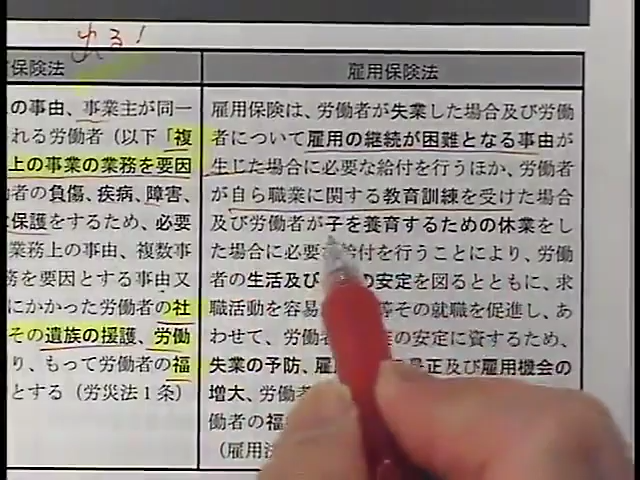 れる!
保険法
の事由、事業主が同一
れる労働者（以下「複
上の事業の業務を要因
者の負傷、疾病、障害、
保護をするため、必要
業務上の事由、複数事
務を要因とする事由又
にかかった労働者の社
その遺族の援護、労働
り、もって労働者の福
とする（労災法1条）
雇用保険法
雇用保険は、労働者が失業した場合及び労働
者について雇用の継続が困難となる事由が
生じた場合に必要な給付を行うほか、労働者
が自ら職業に関する教育訓練を受けた場合
及び労働者が子を養育するための休業をし
た場合に必要 給付を行うことにより、労働
者の生活及び の安定を図るとともに、求
職活動を容易 等その就職を促進し、あ
わせて、労働 の安定に資するため、
失業の予防、雇 是正及び雇用機会の
増大、労働者
働者の福
（雇用法